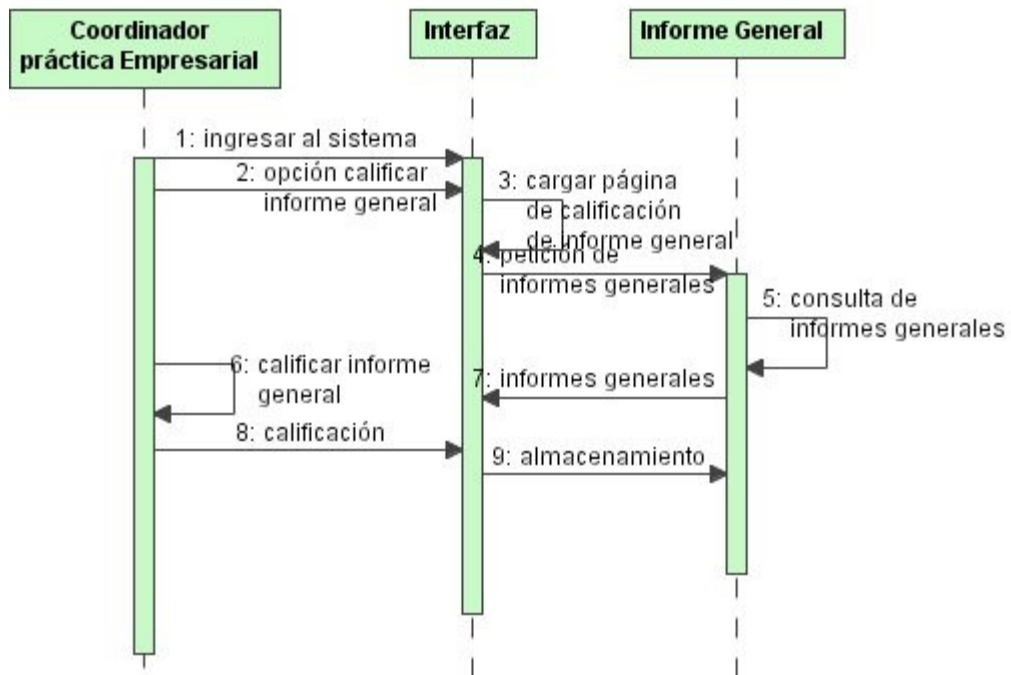 Coordinador
práctica Empresarial
Interfaz
Informe General
1: ingresar al sistema
2: opción calificar
informe general
3: cargar página
de calificación
de informe general
4: petición de
informes generales
5: consulta de
informes generales
6: calificar informe
general
7: informes generales
8: calificación
9: almacenamiento